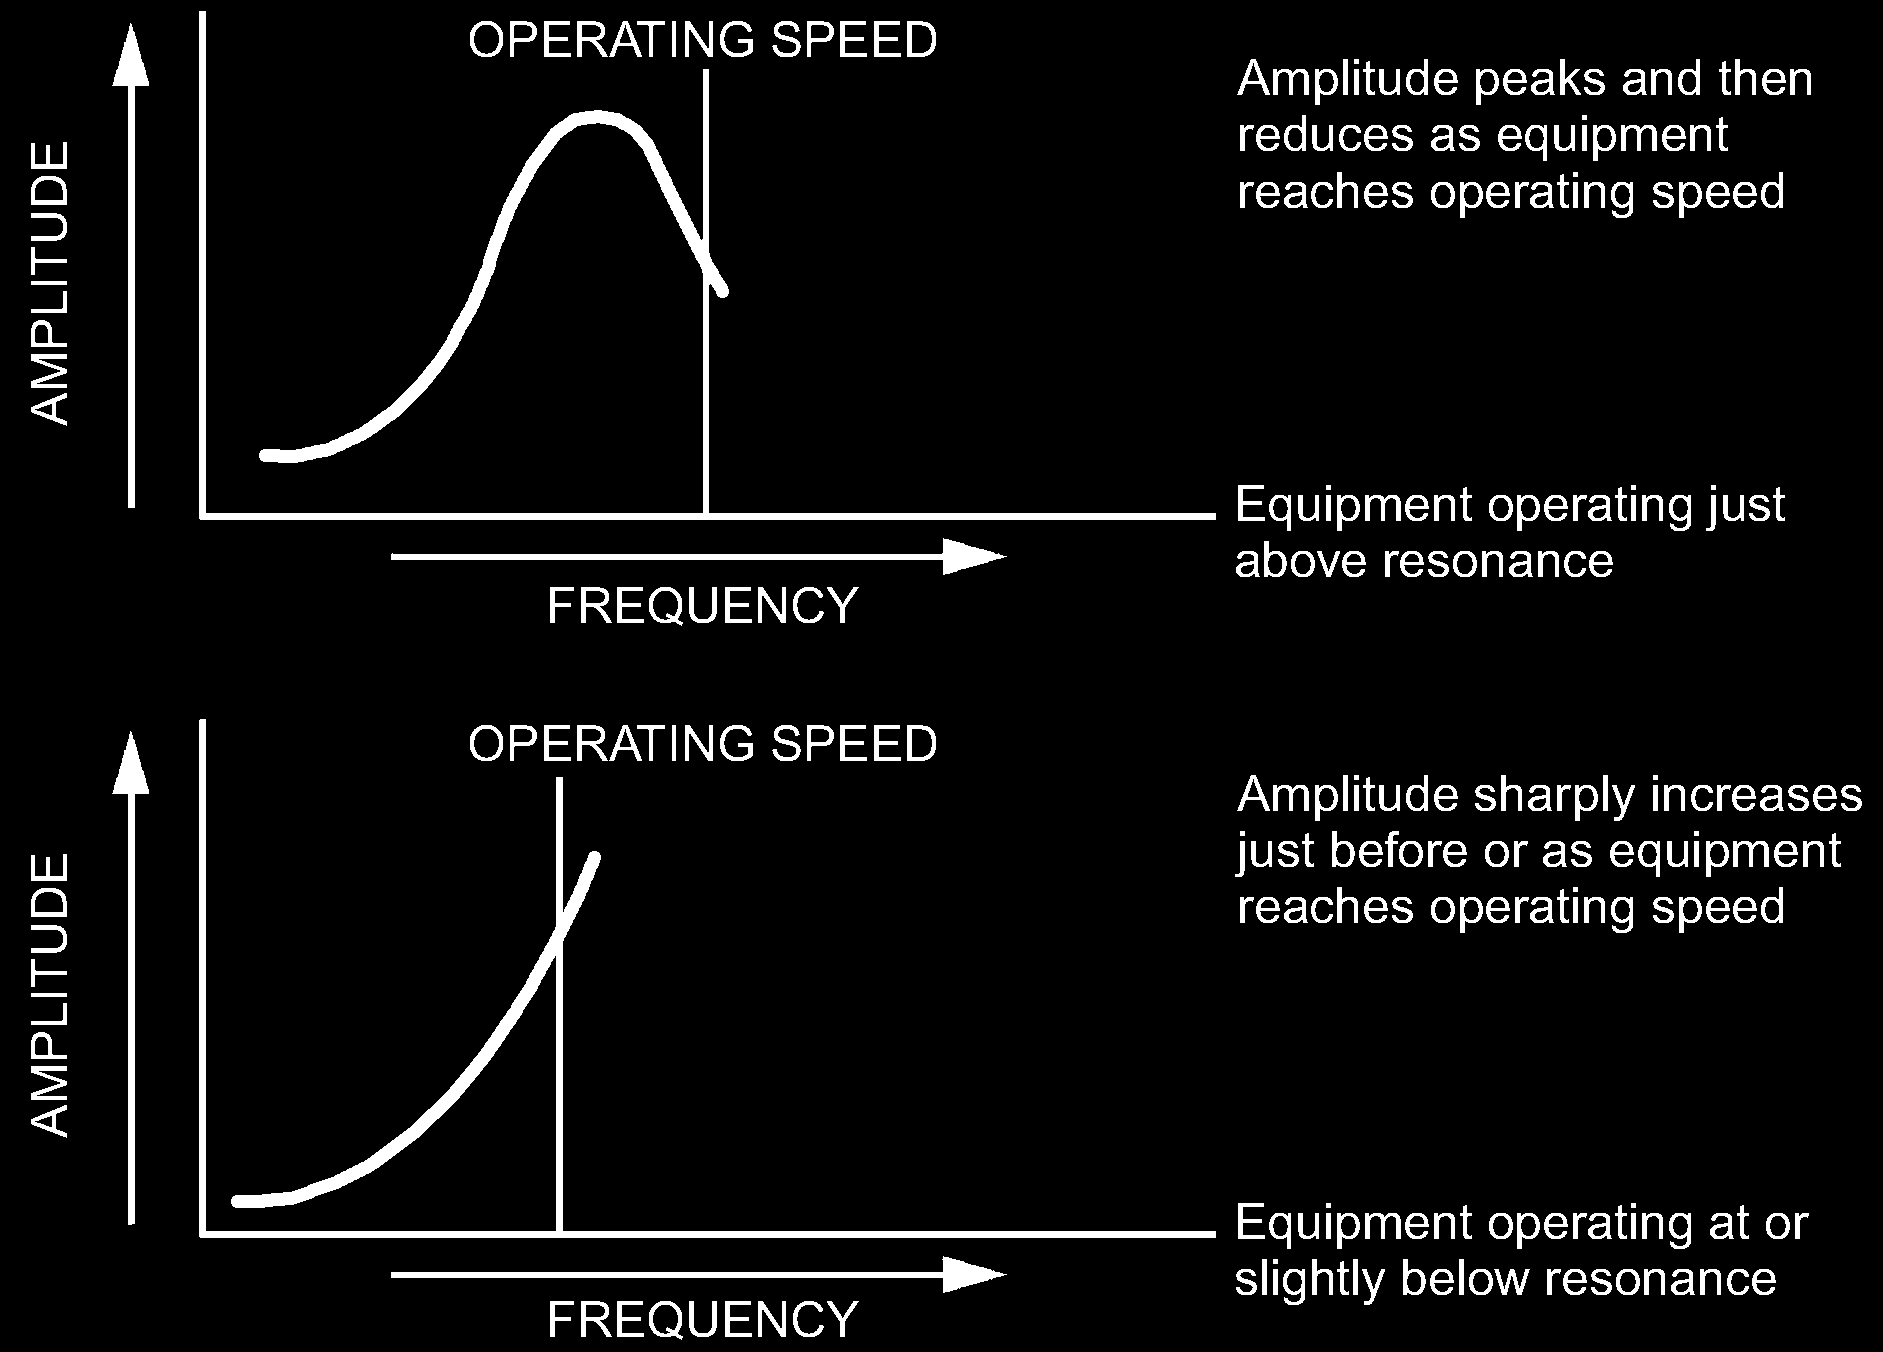 OPERATING SPEED
Amplitude peaks and then
reduces as equipment
reaches operating speed
AMPLITUDE
Equipment operating just
above resonance
FREQUENCY
OPERATING SPEED
Amplitude sharply increases
just before or as equipment
reaches operating speed
AMPLITUDE
Equipment operating at or
slightly below resonance
FREQUENCY